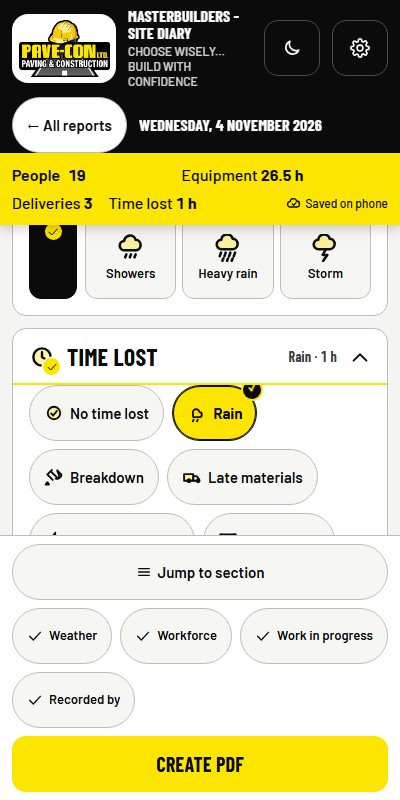 PAVE-CON LTD.
PAVING & CONSTRUCTION
MASTERBUILDERS -
SITE DIARY
CHOOSE WISELY...
BUILD WITH
CONFIDENCE
← All reports
WEDNESDAY, 4 NOVEMBER 2026
People 19
Equipment 26.5 h
Deliveries 3
Time lost 1 h
Saved on phone
Showers
Heavy rain
Storm
TIME LOST
Rain · 1 h
No time lost
Rain
Breakdown
Late materials
Jump to section
Weather
Workforce
Work in progress
Recorded by
CREATE PDF